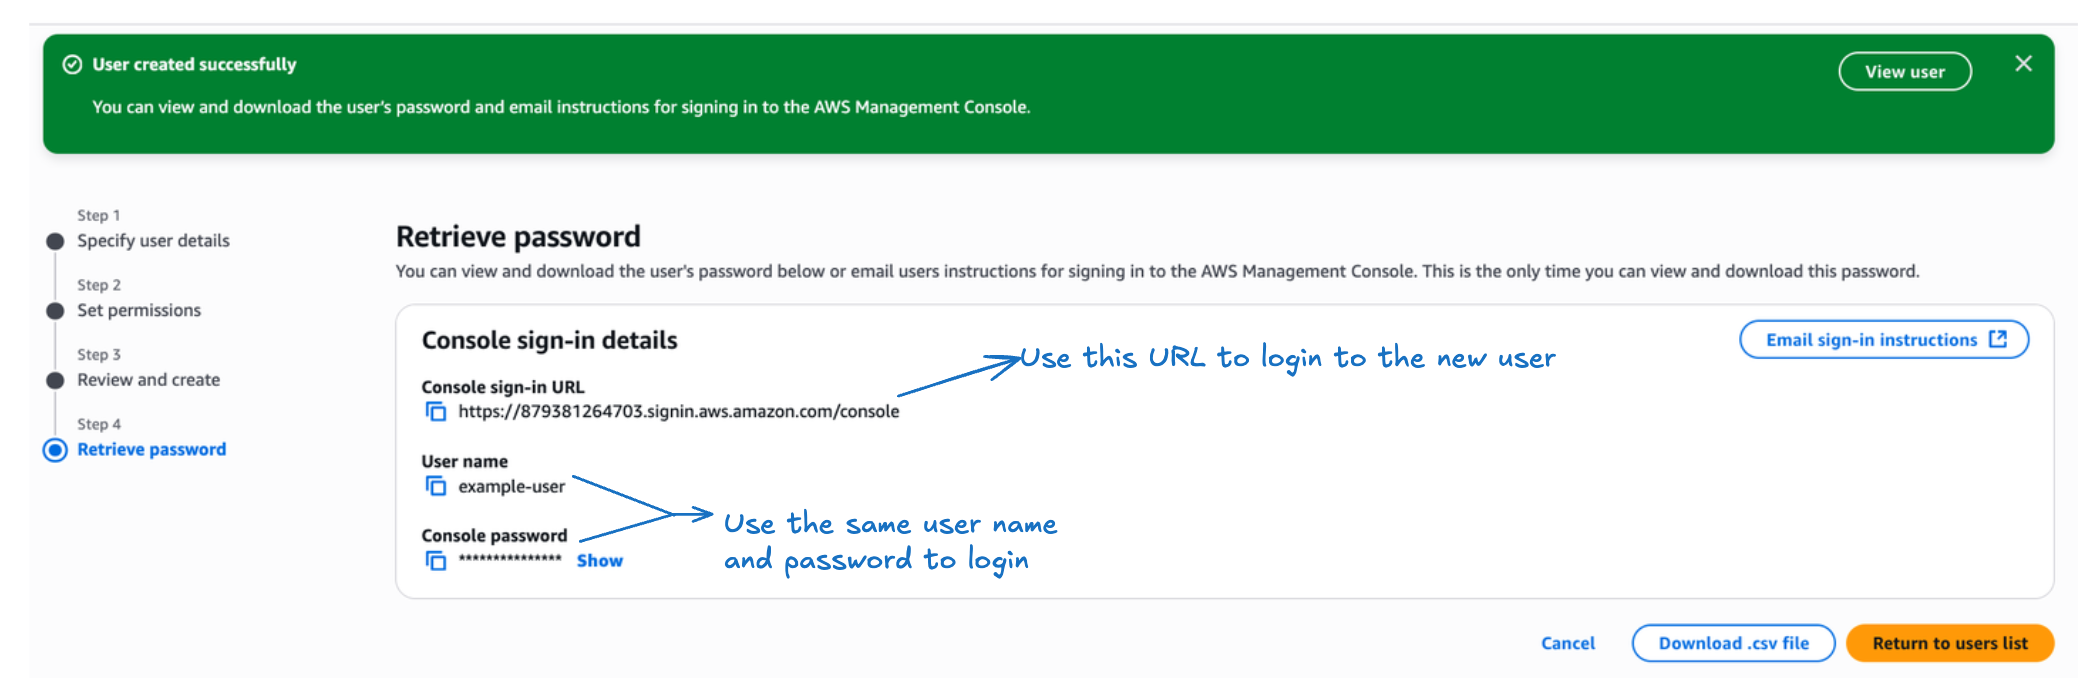 User created successfully
View user
You can view and download the user's password and email instructions for signing in to the AWS Management Console.
Step 1
Specify user details
Step 2
Set permissions
Step 3
Review and create
Step 4
Retrieve password
Retrieve password
You can view and download the user's password below or email users instructions for signing in to the AWS Management Console. This is the only time you can view and download this password.
Console sign-in details
Email sign-in instructions
Use this URL to login to the new user
Console sign-in URL
https://879381264703.signin.aws.amazon.com/console
User name
example-user
Console password
*************** Show
Use the same user name
and password to login
Cancel
Download .csv file
Return to users list